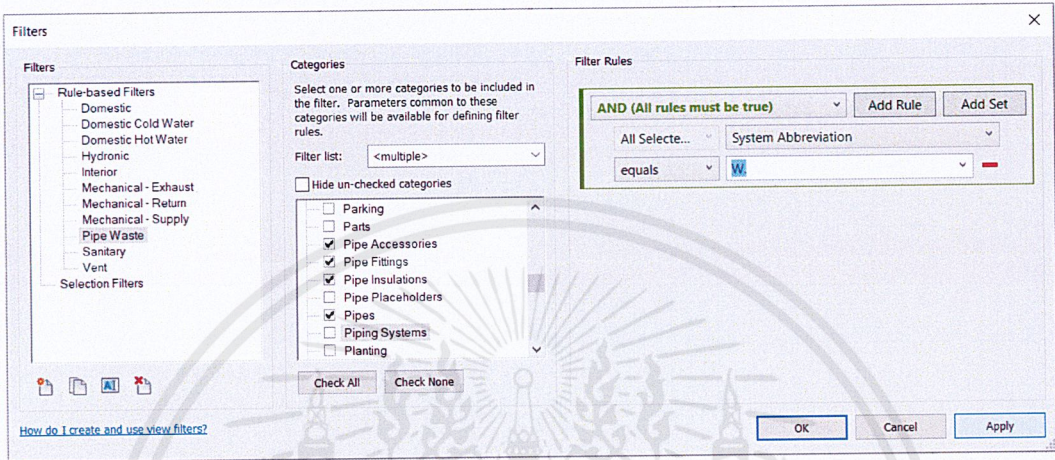 Filters
Filters
Rule-based Filters
Domestic
Domestic Cold Water
Domestic Hot Water
Hydronic
Interior
Mechanical - Exhaust
Mechanical - Return
Mechanical - Supply
Pipe Waste
Sanitary
Vent
Selection Filters
How do I create and use view filters?
Categories
Select one or more categories to be included in
the filter. Parameters common to these
categories will be available for defining filter
rules.
Filter list: <multiple>
Hide un-checked categories
Parking
Parts
Pipe Accessories
Pipe Fittings
Pipe Insulations
Pipe Placeholders
Pipes
Piping Systems
Planting
Check All Check None
Filter Rules
AND (All rules must be true) Add Rule Add Set
All Selecte... System Abbreviation
equals W.
OK Cancel Apply